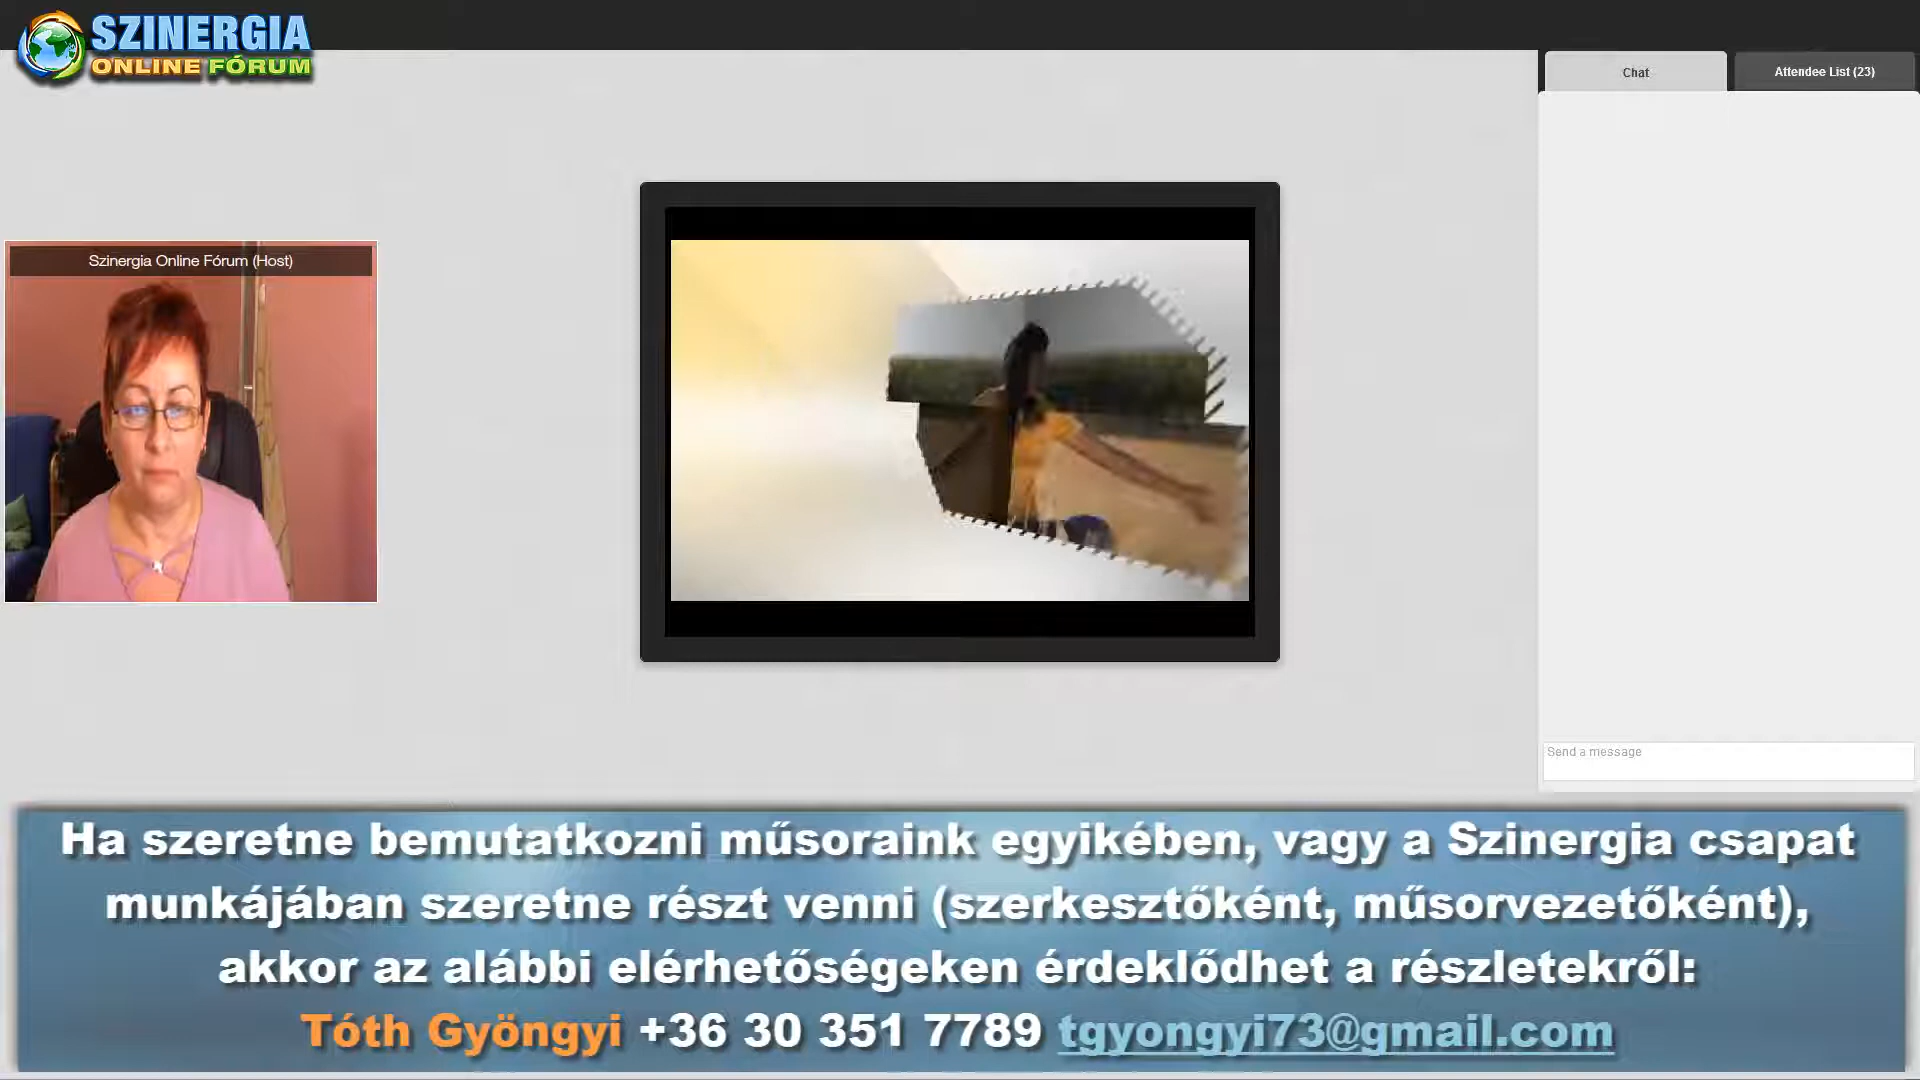 SZINERGIA
ONLINE FÓRUM
Chat
Attendee List (23)
Szinergia Online Fórum (Host)
Send a message
Ha szeretne bemutatkozni műsoraink egyikében, vagy a Szinergia csapat
munkájában szeretne részt venni (szerkesztőként, műsorvezetőként),
akkor az alábbi elérhetőségeken érdeklődhet a részletekről:
Tóth Gyöngyi +36 30 351 7789 tgyongyi73@gmail.com